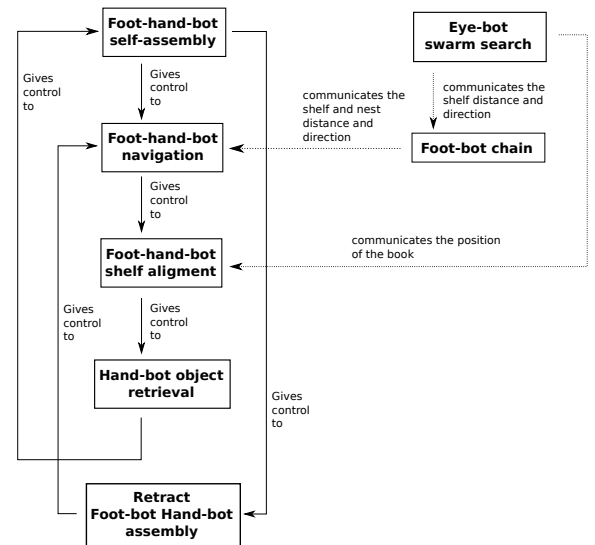 Foot-hand-bot
self-assembly
Eye-bot
swarm search
Gives
control
to
Gives
control
to
communicates the
shelf and nest
distance and
direction
communicates the
shelf distance and
direction
Foot-hand-bot
navigation
Foot-bot chain
Gives
control
to
communicates the position
of the book
Foot-hand-bot
shelf aligment
Gives
control
to
Gives
control
to
Hand-bot object
retrieval
Gives
control
to
Retract
Foot-bot Hand-bot
assembly